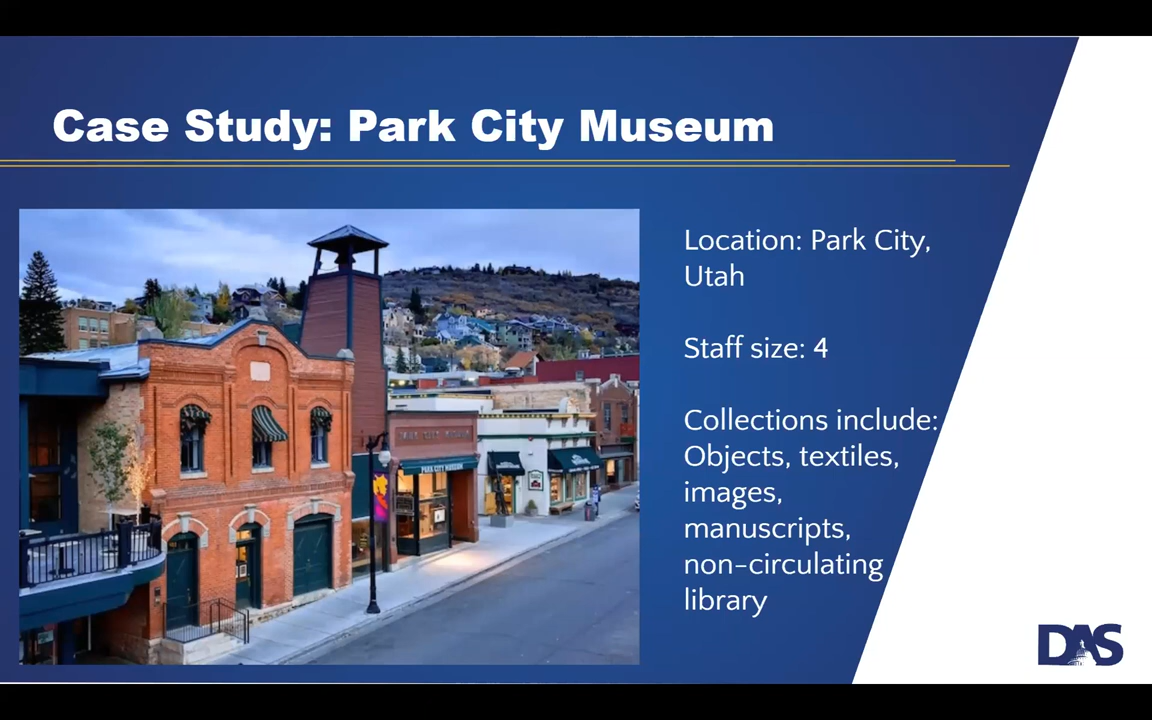 Case Study: Park City Museum
Location: Park City,
Utah
Staff size: 4
Collections include:
Objects, textiles,
images,
manuscripts,
non-circulating
library
PARK CITY MUSEUM
DAS